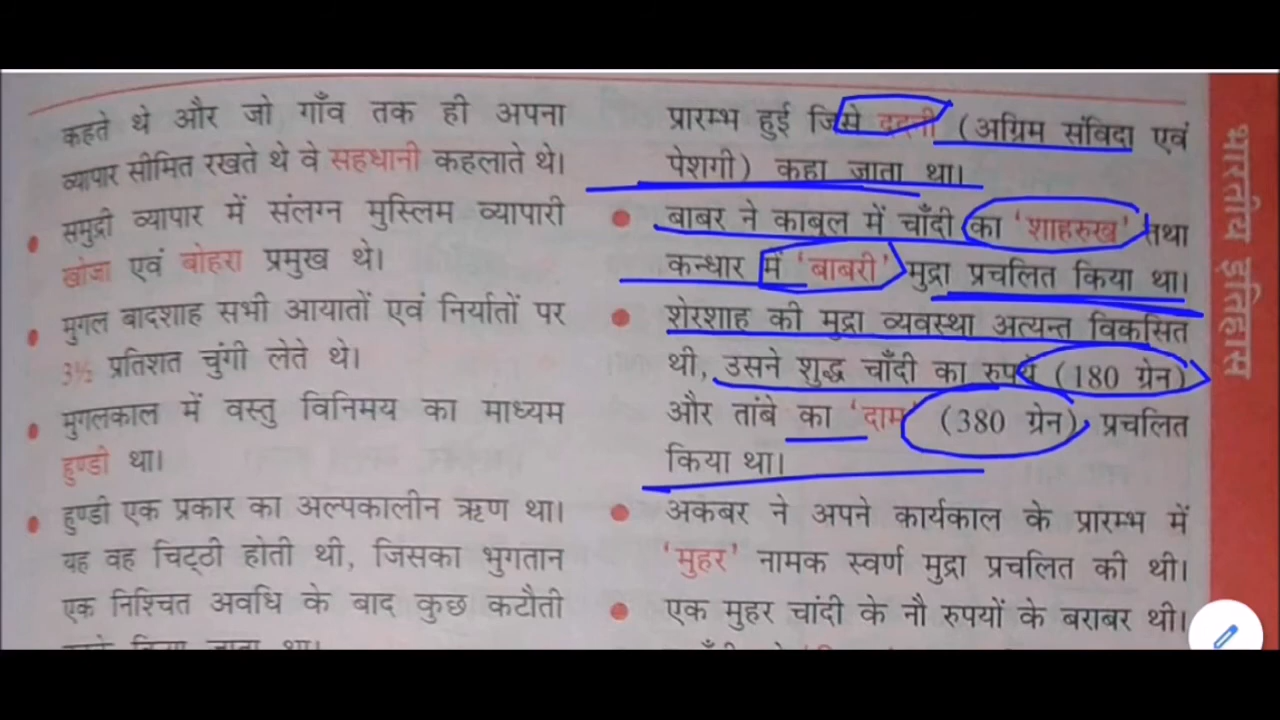 कहते थे और जो गाँव तक ही अपना
व्यापार सीमित रखते थे वे सहधानी कहलाते थे।
समुद्री व्यापार में संलग्न मुस्लिम व्यापारी
खोजा एवं बोहरा प्रमुख थे।
मुगल बादशाह सभी आयातों एवं निर्यातों पर
3½ प्रतिशत चुंगी लेते थे।
मुगलकाल में वस्तु विनिमय का माध्यम
हुण्डी था।
हुण्डी एक प्रकार का अल्पकालीन ऋण था।
यह वह चिट्ठी होती थी, जिसका भुगतान
एक निश्चित अवधि के बाद कुछ कटौती
प्रारम्भ हुई जिसे ददनी (अग्रिम संविदा एवं
पेशगी) कहा जाता था।
बाबर ने काबुल में चाँदी का 'शाहरुख' तथा
कन्धार में 'बाबरी' मुद्रा प्रचलित किया था।
शेरशाह की मुद्रा व्यवस्था अत्यन्त विकसित
थी, उसने शुद्ध चाँदी का रुपये (180 ग्रेन)
और तांबे का 'दाम' (380 ग्रेन) प्रचलित
किया था।
अकबर ने अपने कार्यकाल के प्रारम्भ में
'मुहर' नामक स्वर्ण मुद्रा प्रचलित की थी।
एक मुहर चांदी के नौ रुपयों के बराबर थी।
भारतीय इतिहास